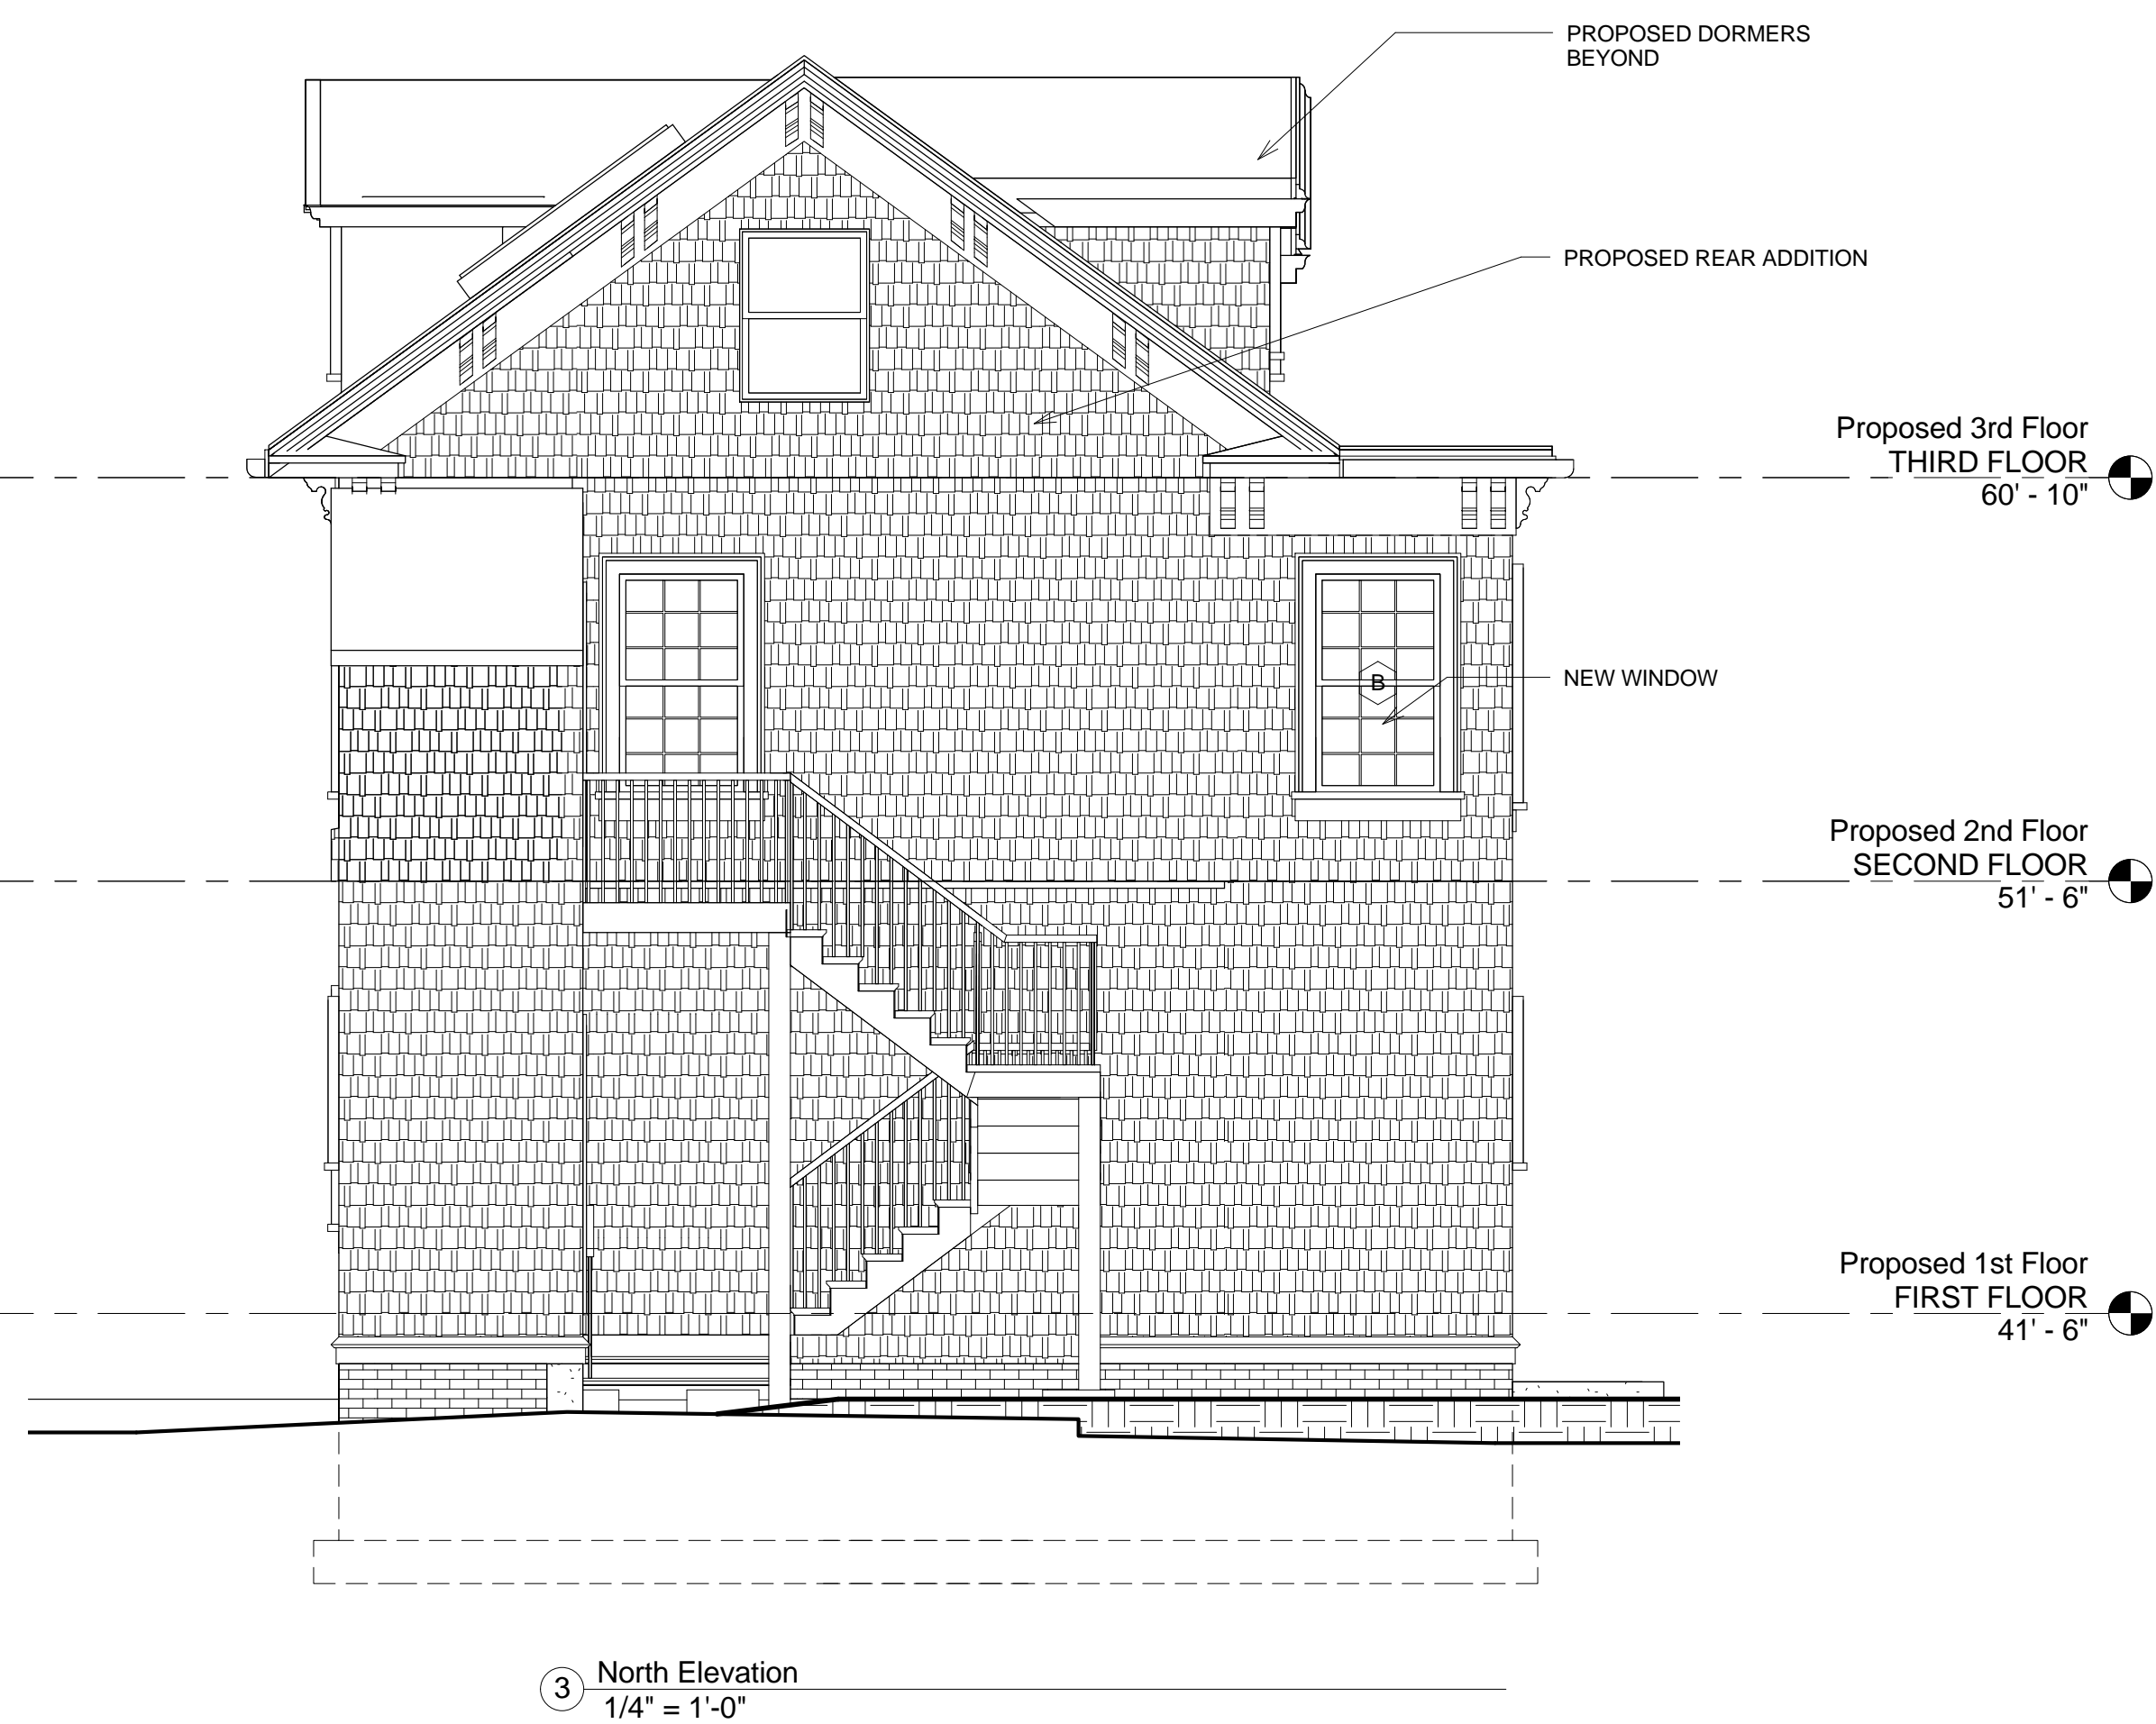 PROPOSED DORMERS
BEYOND
PROPOSED REAR ADDITION
Proposed 3rd Floor
THIRD FLOOR
60' - 10"
B
NEW WINDOW
Proposed 2nd Floor
SECOND FLOOR
51' - 6"
Proposed 1st Floor
FIRST FLOOR
41' - 6"
3
North Elevation
1/4" = 1'-0"